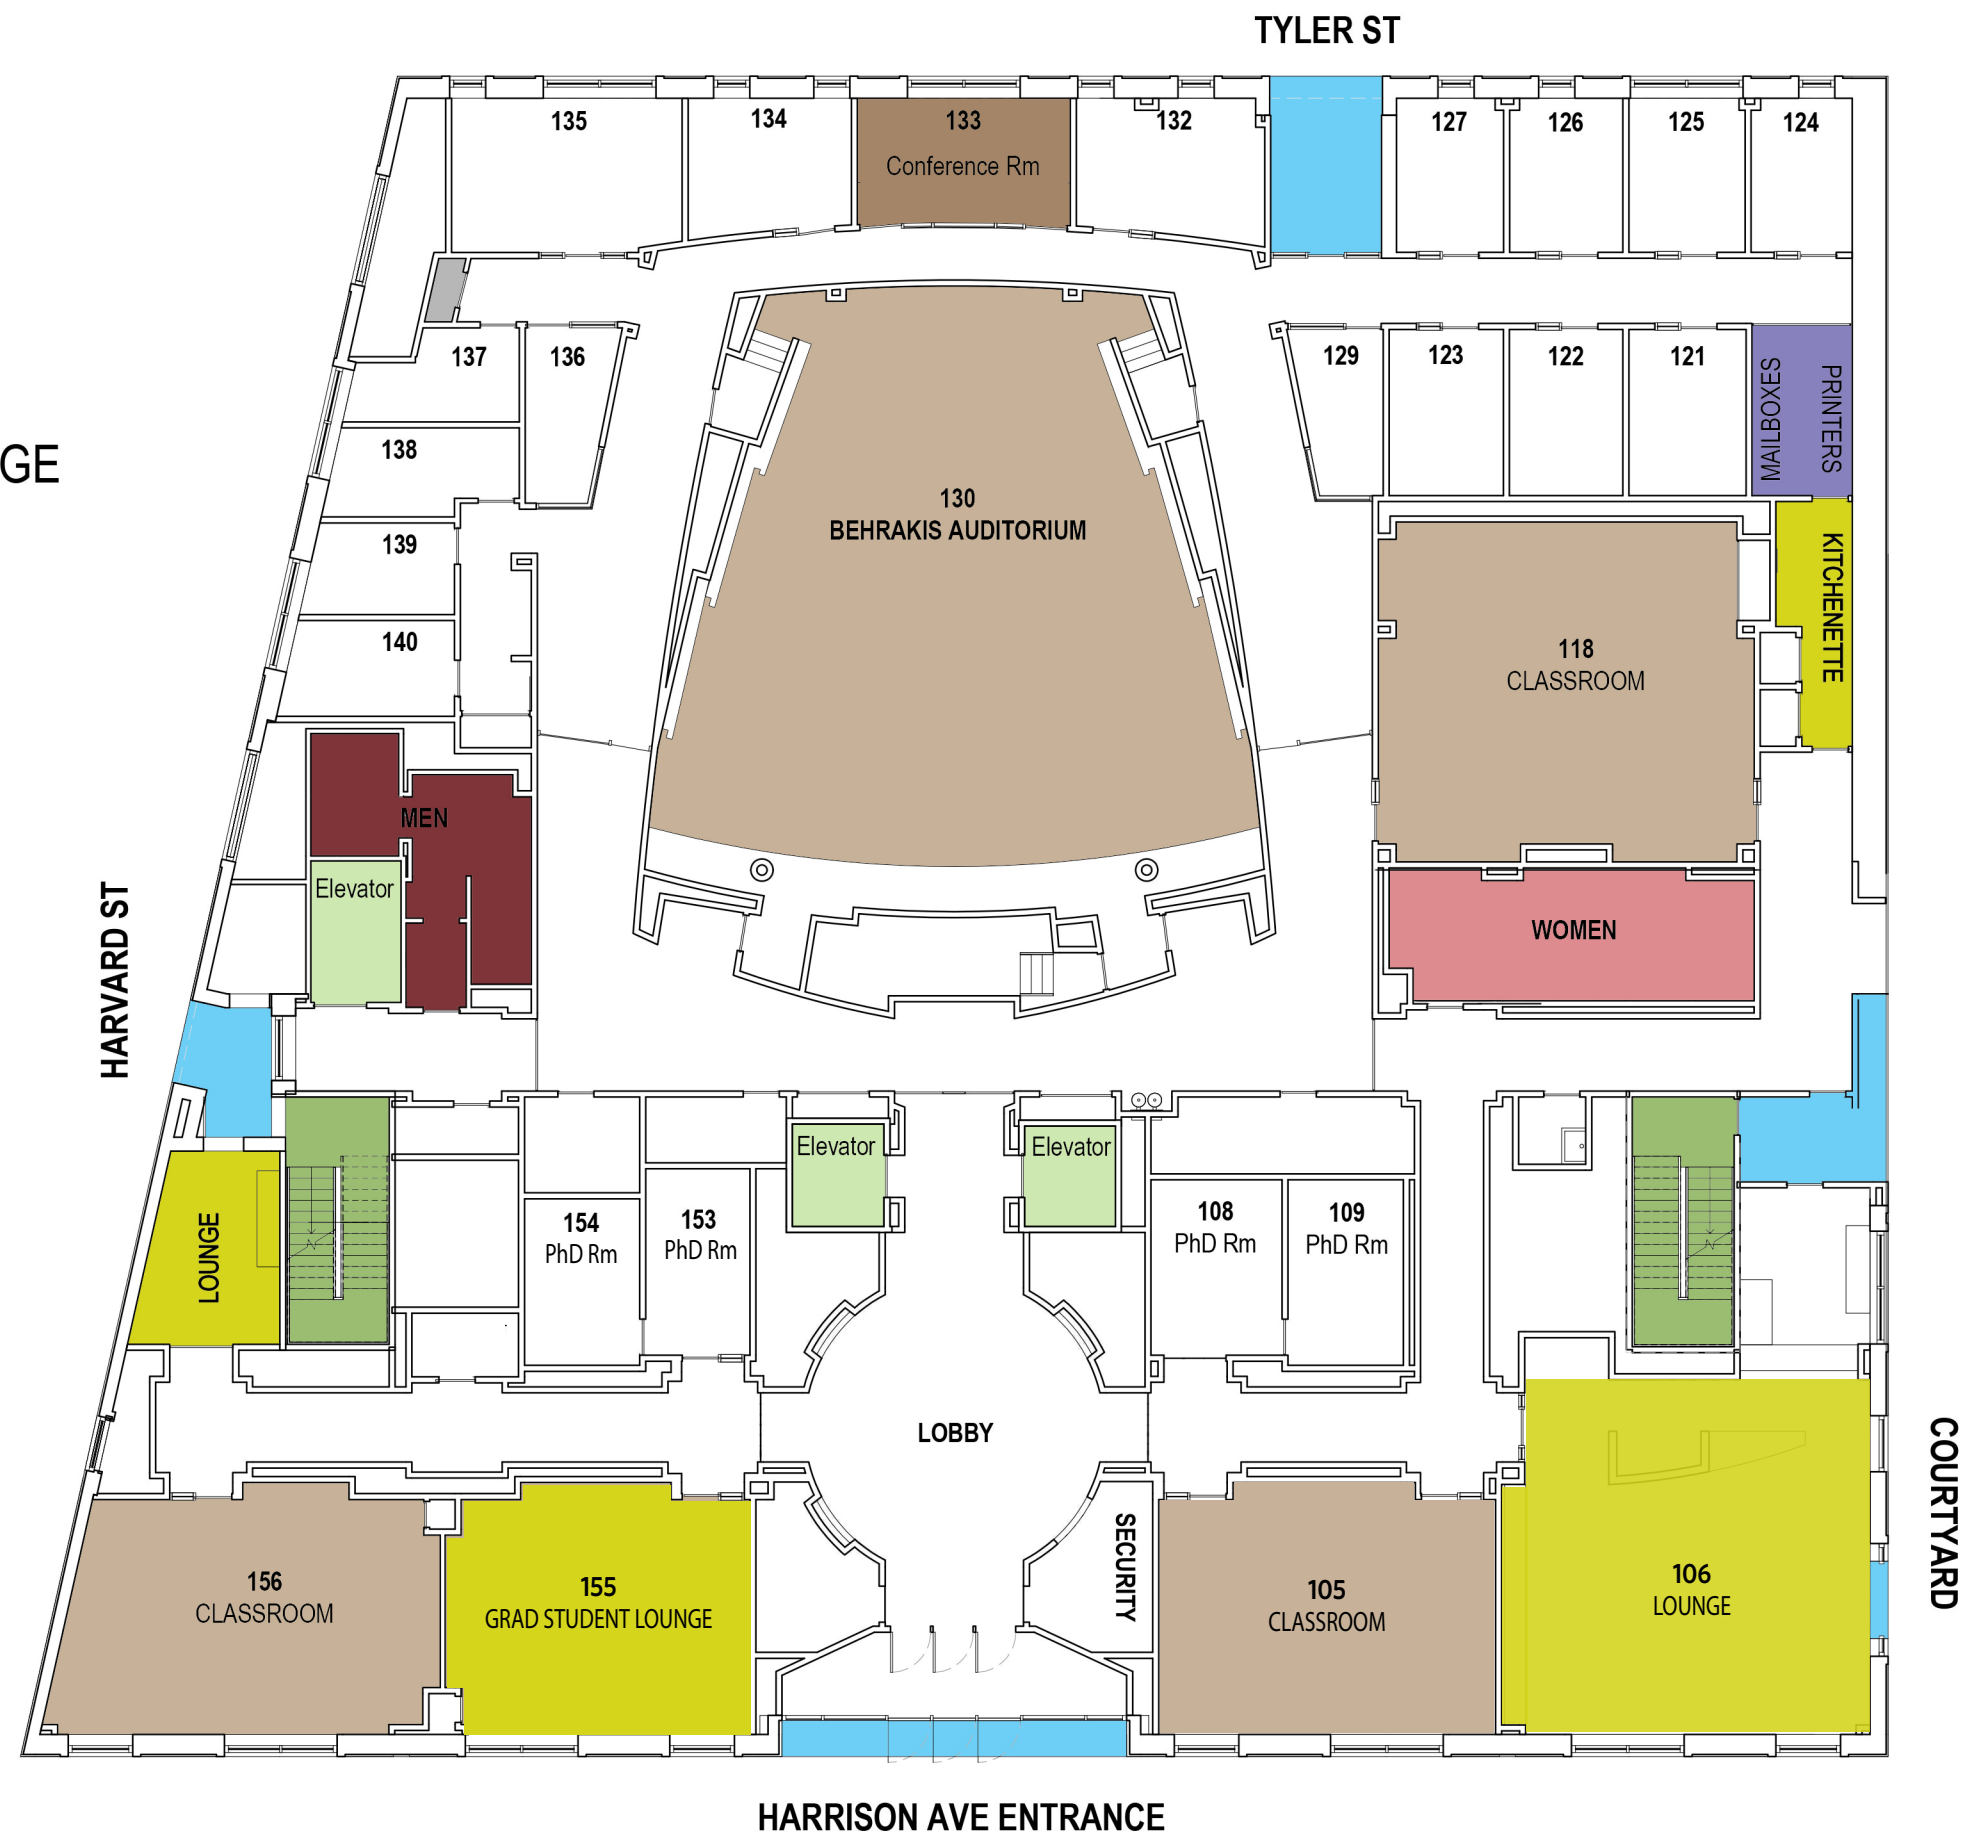 TYLER ST
135
134
133
Conference Rm
132
127
126
125
124
137
136
129
123
122
121
MAILBOXES
PRINTERS
GE
138
130
BEHRAKIS AUDITORIUM
139
KITCHENETTE
140
118
CLASSROOM
MEN
Elevator
WOMEN
HARVARD ST
Elevator
Elevator
LOUNGE
154
PhD Rm
153
PhD Rm
108
PhD Rm
109
PhD Rm
LOBBY
COURTYARD
SECURITY
156
CLASSROOM
155
GRAD STUDENT LOUNGE
105
CLASSROOM
106
LOUNGE
HARRISON AVE ENTRANCE